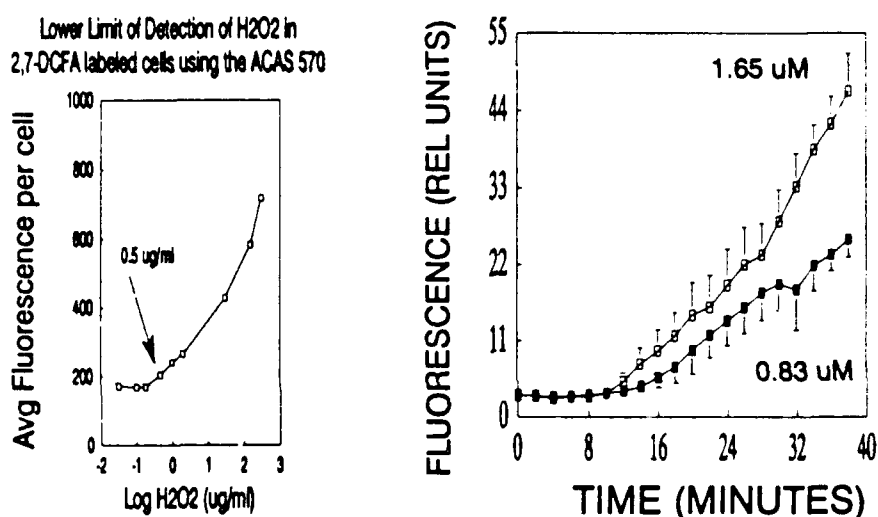 Lower Limit of Detection of H2O2 in
2,7-DCFA labeled cells using the ACAS 570
Avg Fluorescence per cell
1000
800
600
400
200
0
0.5 ug/ml
-2 -1 0 1 2 3
Log H2O2 (ug/ml)
FLUORESCENCE (REL UNITS)
55
44
33
22
11
0
1.65 uM
0.83 uM
0 8 16 24 32 40
TIME (MINUTES)